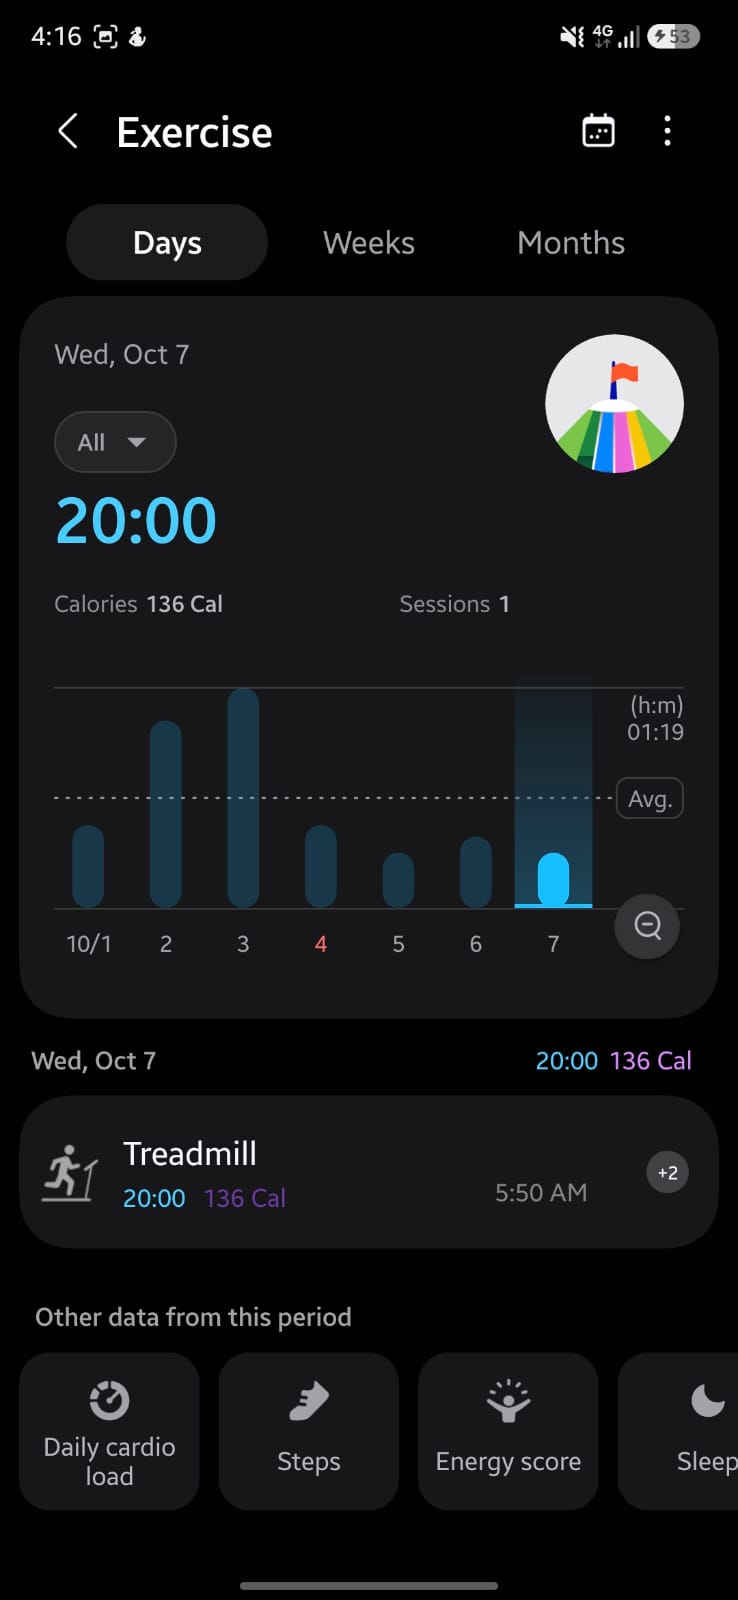 4:16 4G 53
Exercise
Days Weeks Months
Wed, Oct 7
All
20:00
Calories 136 Cal Sessions 1
(h:m)
01:19
Avg.
10/1 2 3 4 5 6 7
Wed, Oct 7 20:00 136 Cal
Treadmill
20:00 136 Cal 5:50 AM +2
Other data from this period
Daily cardio
load
Steps
Energy score
Sleep